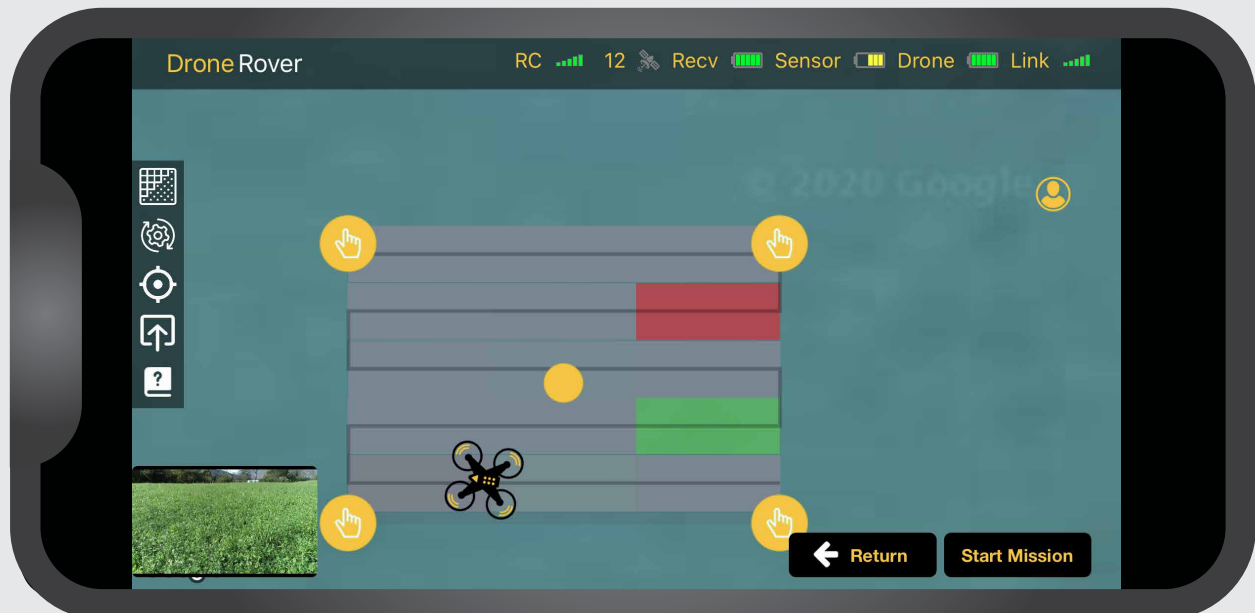 Drone Rover
RC 12 Recv Sensor Drone Link
© 2020 Google
?
Return
Start Mission